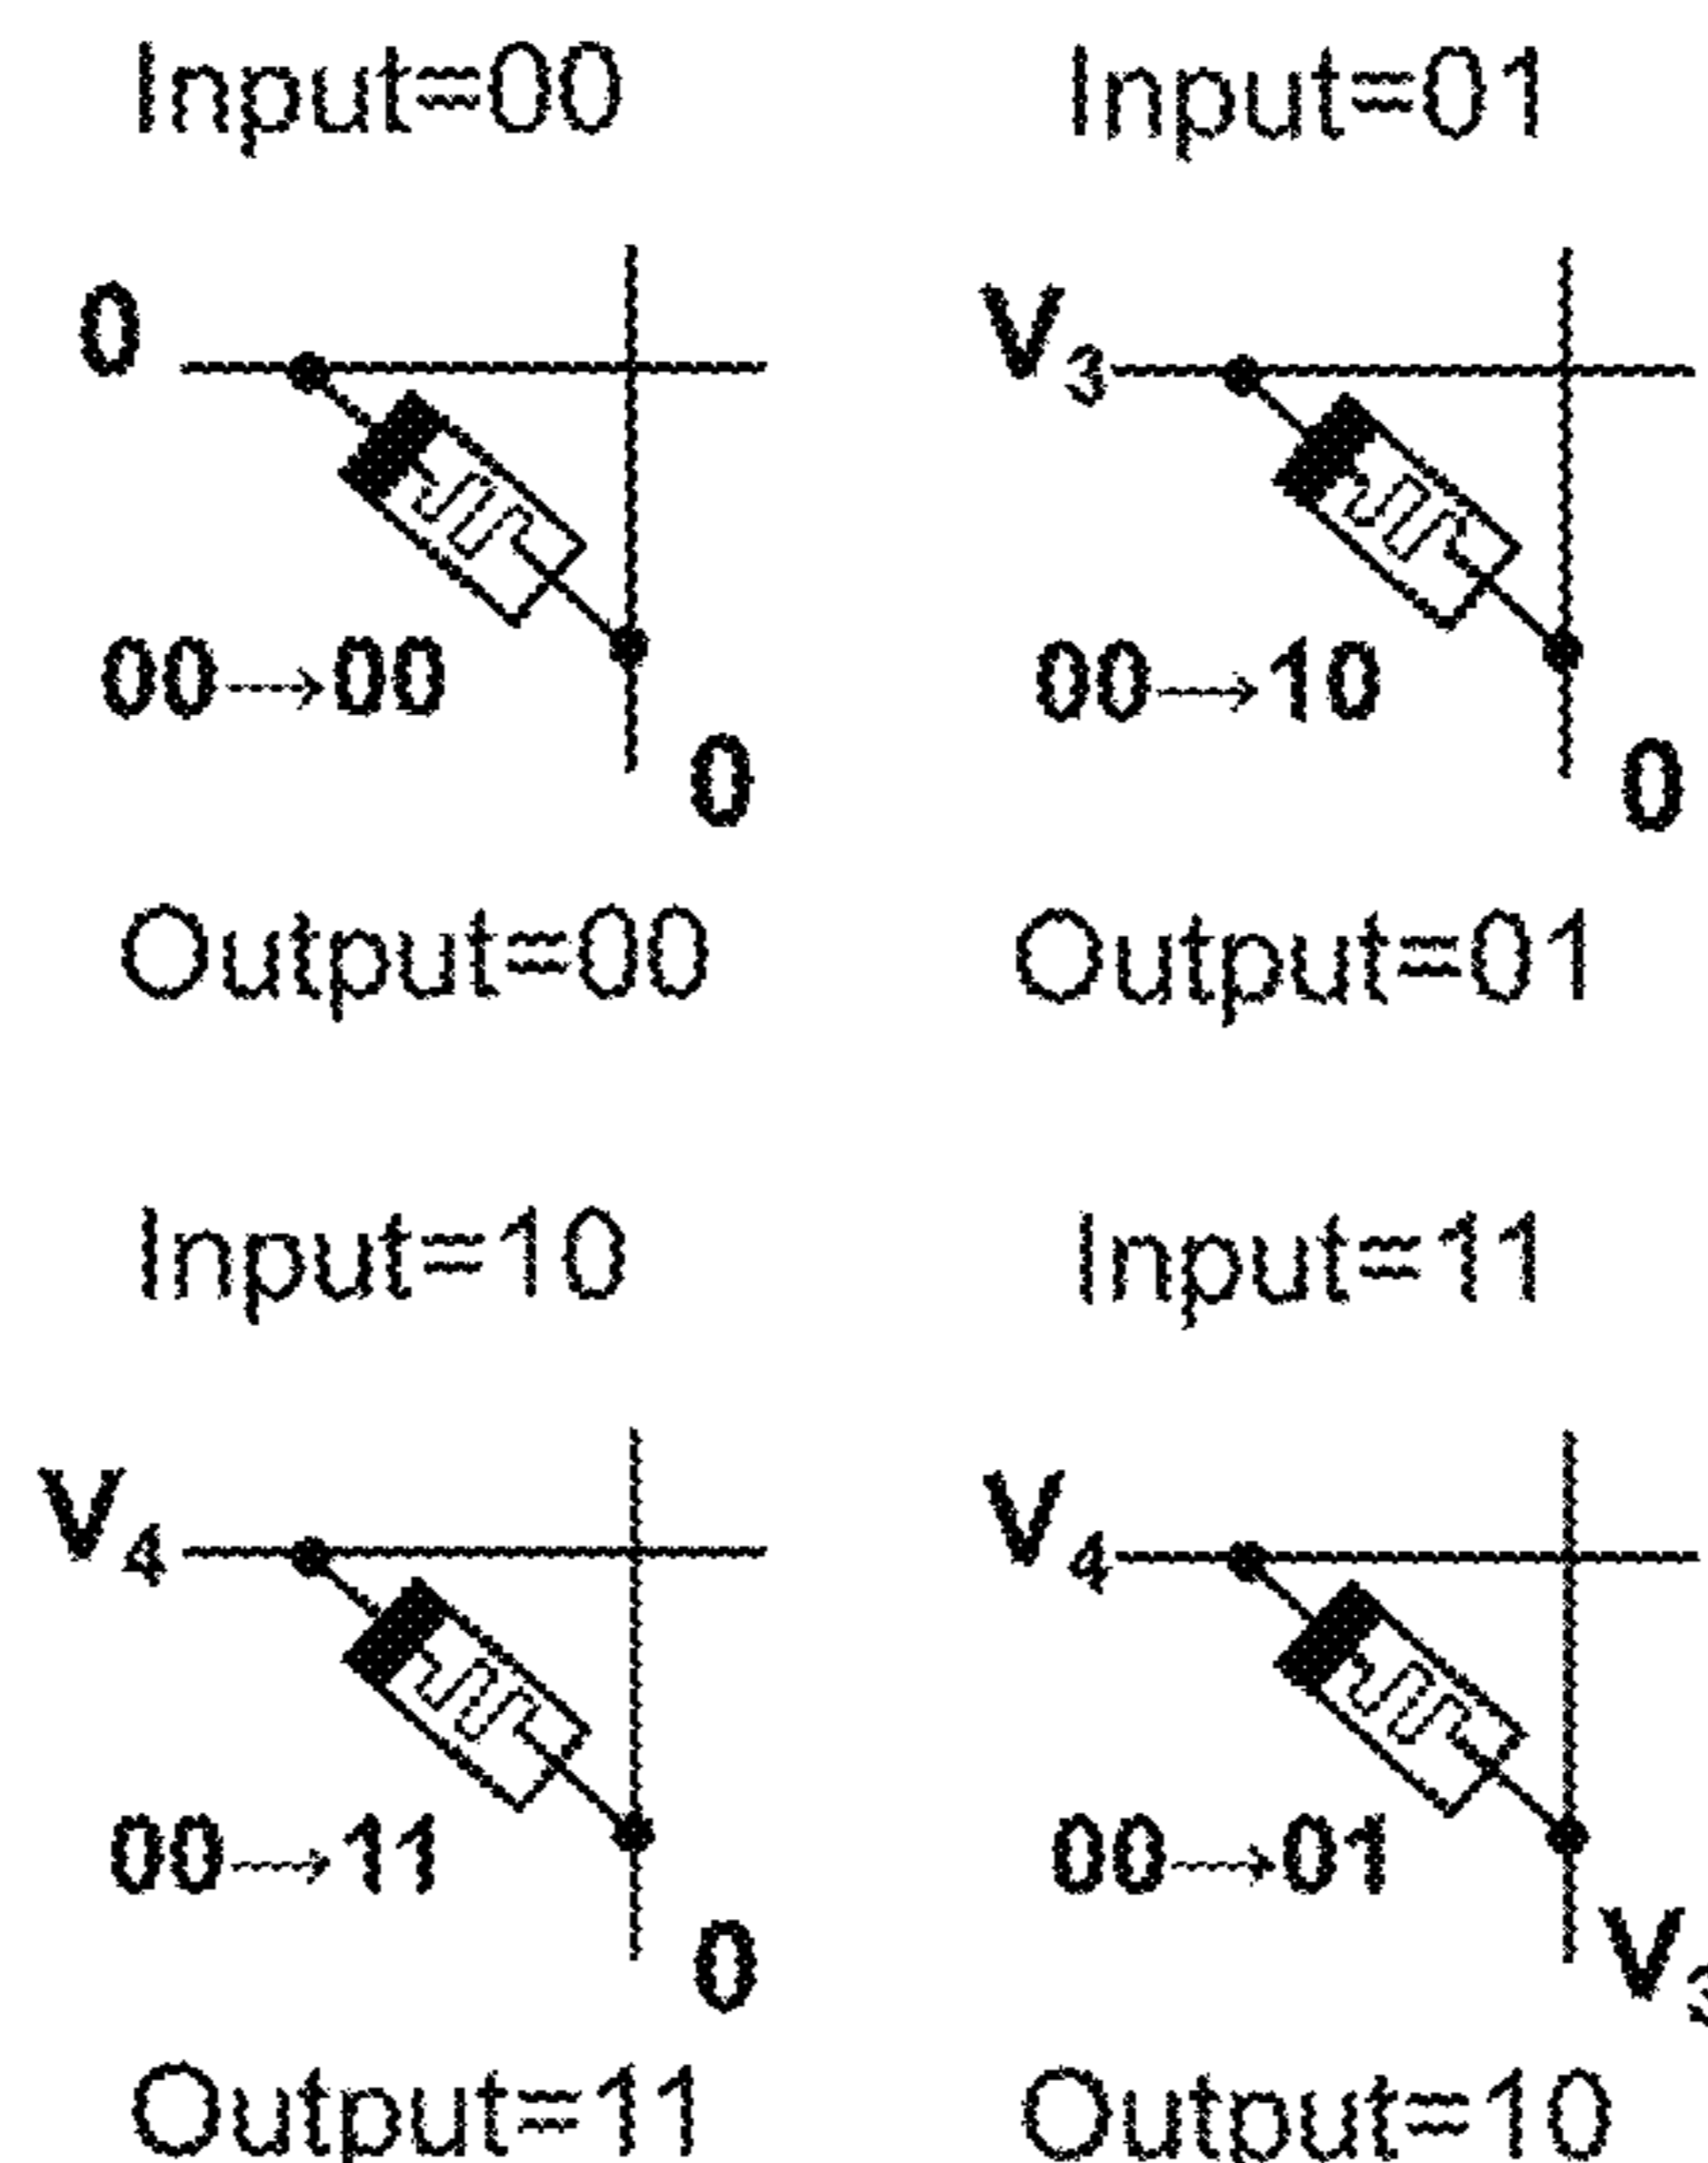 Input=00
0
00→00
0
Output=00
Input=01
V3
00→10
0
Output=01
Input=10
V4
00→11
0
Output=11
Input=11
V4
00→01
V3
Output=10